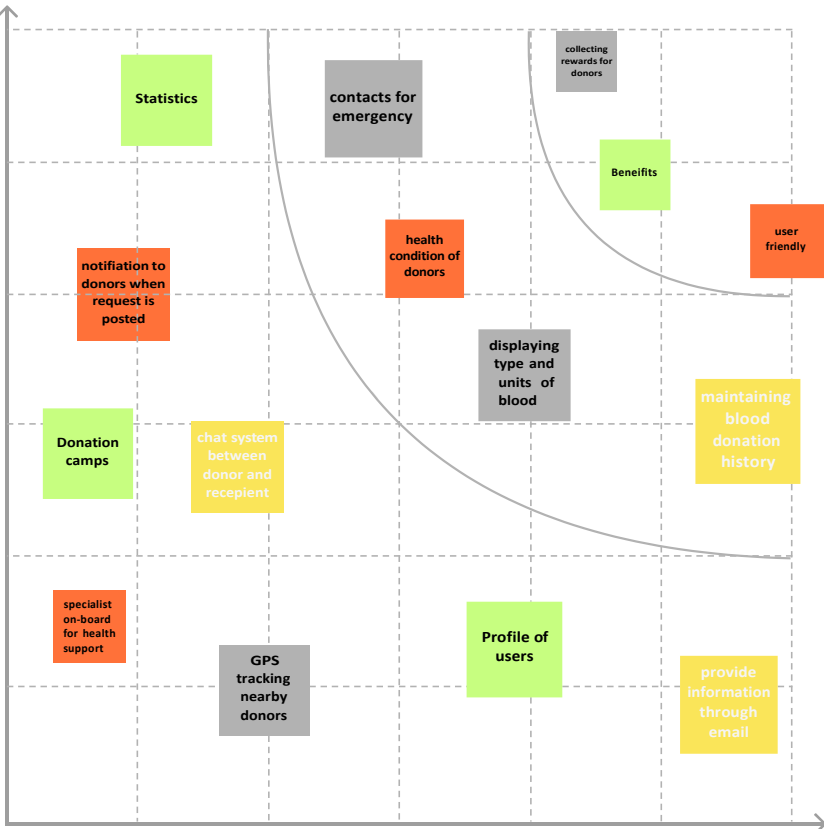 collecting
rewards for
donors
Statistics
contacts for
emergency
Beneifits
user
friendly
health
condition of
donors
notifiation to
donors when
request is
posted
displaying
type and
units of
blood
maintaining
blood
donation
history
Donation
camps
chat system
between
donor and
recepient
specialist
on-board
for health
support
Profile of
users
GPS
tracking
nearby
donors
provide
information
through
email